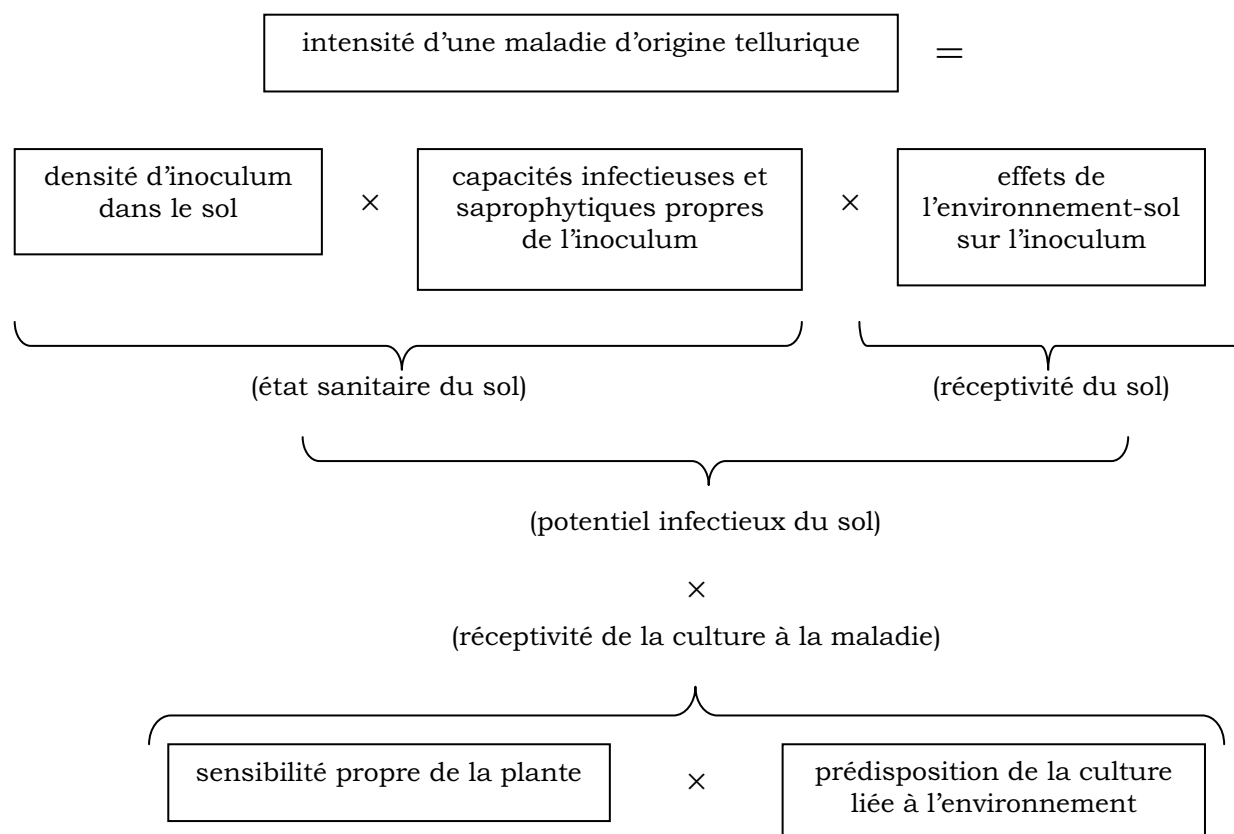 intensité d’une maladie d’origine tellurique =
densité d’inoculum
dans le sol
×
capacités infectieuses et
saprophytiques propres
de l’inoculum
×
effets de
l’environnement-sol
sur l’inoculum
(état sanitaire du sol)
(réceptivité du sol)
(potentiel infectieux du sol)
×
(réceptivité de la culture à la maladie)
sensibilité propre de la plante
×
prédisposition de la culture
liée à l’environnement